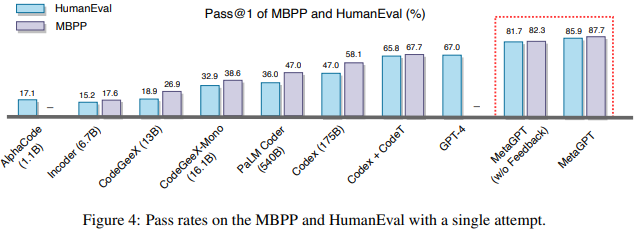 HumanEval
MBPP
Pass@1 of MBPP and HumanEval (%)
17.1
–
15.2
17.6
18.9
26.9
32.9
38.6
36.0
47.0
47.0
58.1
65.8
67.7
67.0
–
81.7
82.3
85.9
87.7
AlphaCode
(1.1B)
Incoder (6.7B)
CodeGeeX (13B)
CodeGeeX-Mono
(16.1B)
PaLM Coder
(540B)
Codex (175B)
Codex + CodeT
GPT-4
MetaGPT
(w/o Feedback)
MetaGPT
Figure 4: Pass rates on the MBPP and HumanEval with a single attempt.